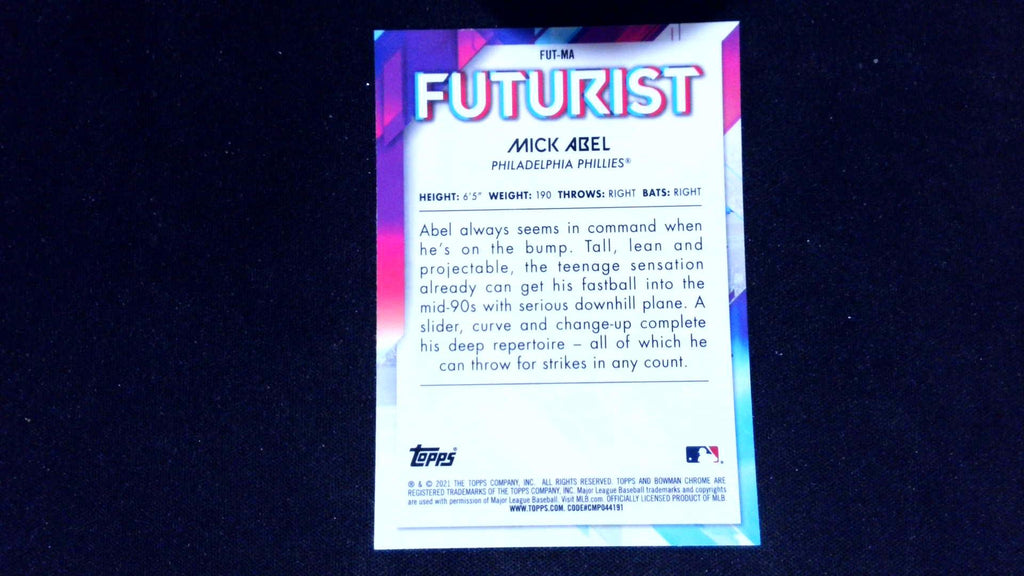 FUT-MA
FUTURIST
MICK ABEL
PHILADELPHIA PHILLIES®
HEIGHT: 6'5" WEIGHT: 190 THROWS: RIGHT BATS: RIGHT
Abel always seems in command when
he's on the bump. Tall, lean and
projectable, the teenage sensation
already can get his fastball into the
mid-90s with serious downhill plane. A
slider, curve and change-up complete
his deep repertoire – all of which he
can throw for strikes in any count.
topps®
® & © 2021 THE TOPPS COMPANY, INC. ALL RIGHTS RESERVED. TOPPS AND BOWMAN CHROME ARE
REGISTERED TRADEMARKS OF THE TOPPS COMPANY, INC. Major League Baseball trademarks and copyrights
are used with permission of Major League Baseball. Visit MLB.com. OFFICIALLY LICENSED PRODUCT OF MLB
WWW.TOPPS.COM. CODE#CMP044191